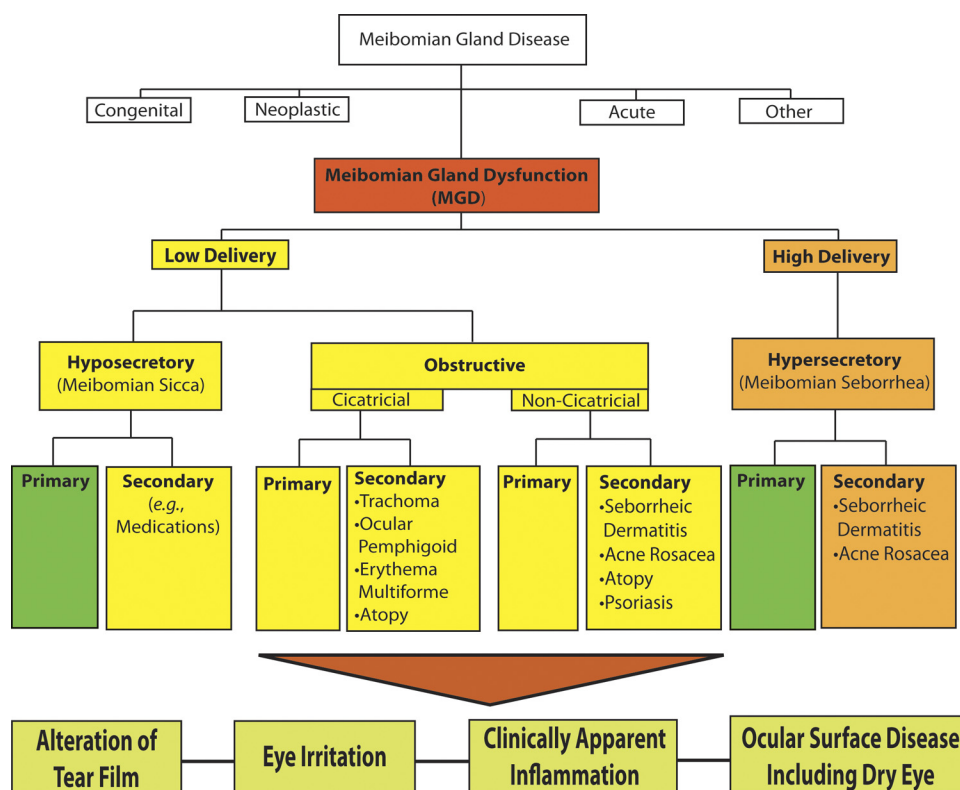 Meibomian Gland Disease
Congenital
Neoplastic
Acute
Other
Meibomian Gland Dysfunction
(MGD)
Low Delivery
High Delivery
Hyposecretory
(Meibomian Sicca)
Obstructive
Cicatricial
Non-Cicatricial
Hypersecretory
(Meibomian Seborrhea)
Primary
Secondary
(e.g.,
Medications)
Primary
Secondary
•Trachoma
•Ocular
Pemphigoid
•Erythema
Multiforme
•Atopy
Primary
Secondary
•Seborrheic
Dermatitis
•Acne Rosacea
•Atopy
•Psoriasis
Primary
Secondary
•Seborrheic
Dermatitis
•Acne Rosacea
Alteration of
Tear Film
Eye Irritation
Clinically Apparent
Inflammation
Ocular Surface Disease
Including Dry Eye